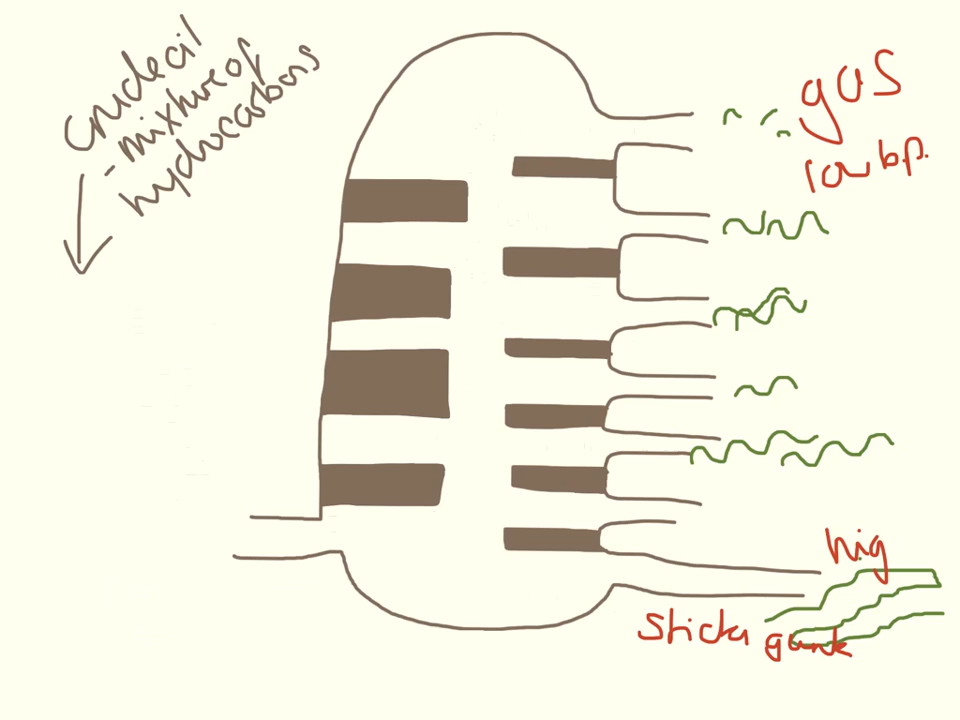 crude oil
- mixture of
hydrocarbons
gas
low b.p.
hig
Sticky gunk